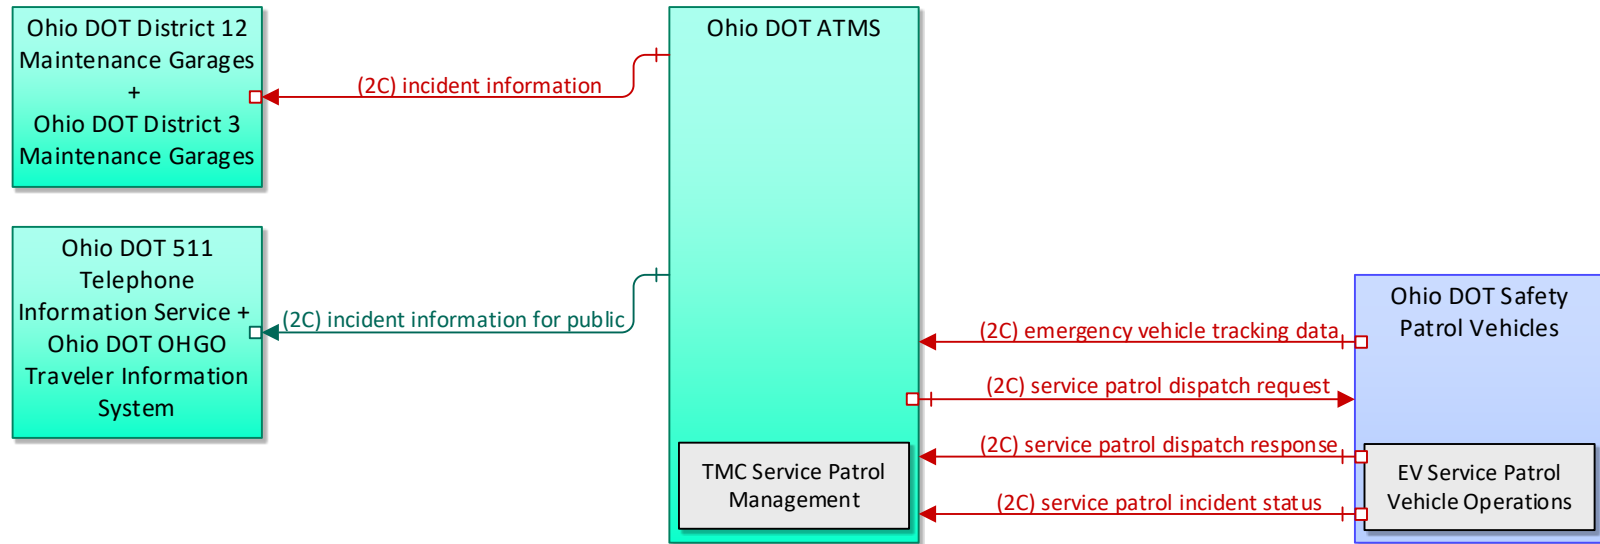 Ohio DOT District 12
Maintenance Garages
+
Ohio DOT District 3
Maintenance Garages
(2C) incident information
Ohio DOT ATMS
Ohio DOT 511
Telephone
Information Service +
Ohio DOT OHGO
Traveler Information
System
(2C) incident information for public
Ohio DOT Safety
Patrol Vehicles
(2C) emergency vehicle tracking data
(2C) service patrol dispatch request
(2C) service patrol dispatch response
(2C) service patrol incident status
TMC Service Patrol
Management
EV Service Patrol
Vehicle Operations